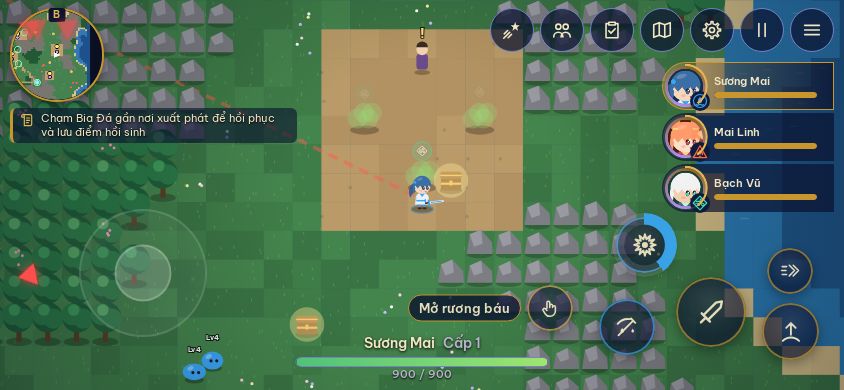 B
!
Chạm Bia Đá gần nơi xuất phát để hồi phục
và lưu điểm hồi sinh
Sương Mai
Mai Linh
Bạch Vũ
Mở rương báu
Lv4
Lv4
Sương Mai Cấp 1
900 / 900